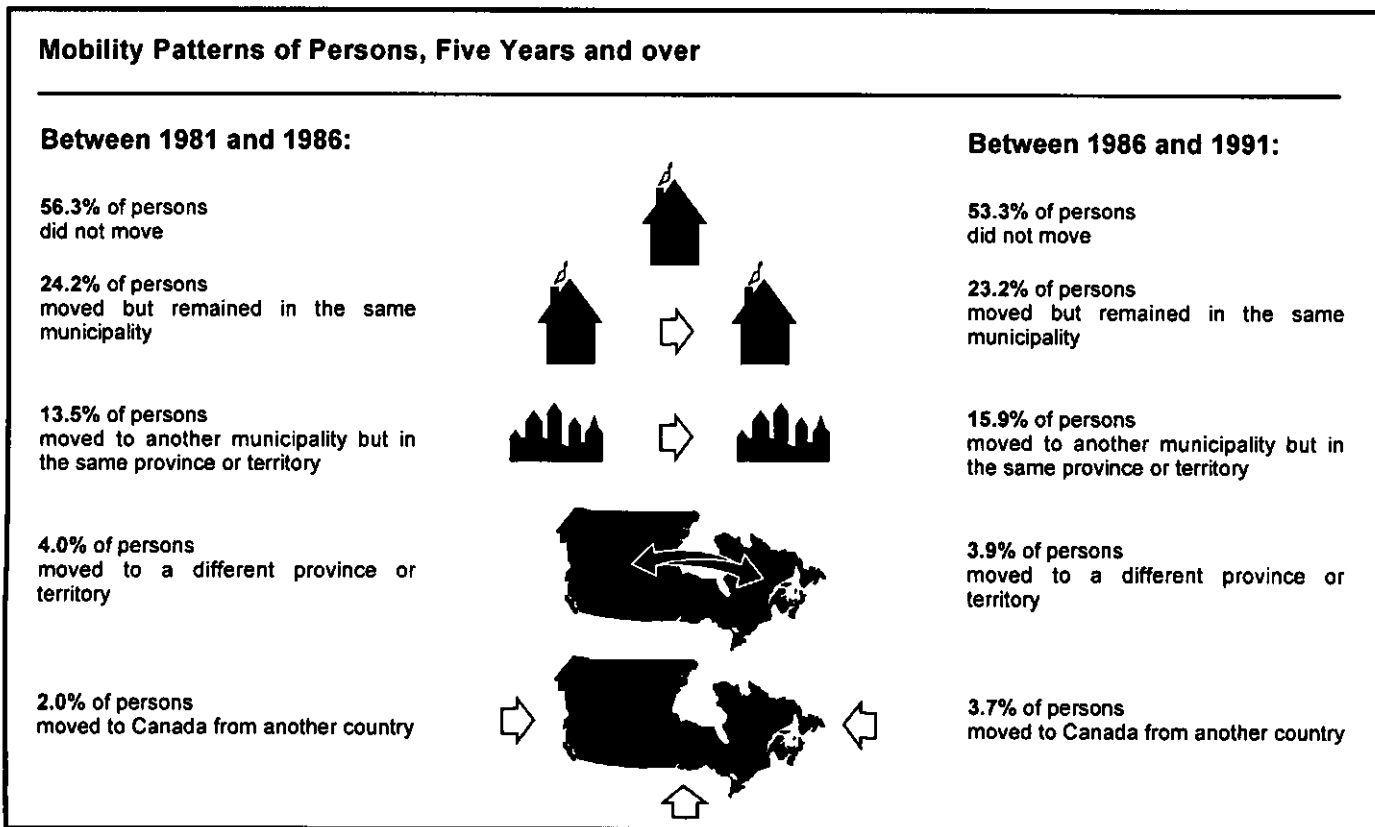 Mobility Patterns of Persons, Five Years and over
Between 1981 and 1986:
56.3% of persons
did not move
24.2% of persons
moved but remained in the same
municipality
13.5% of persons
moved to another municipality but in
the same province or territory
4.0% of persons
moved to a different province or
territory
2.0% of persons
moved to Canada from another country
Between 1986 and 1991:
53.3% of persons
did not move
23.2% of persons
moved but remained in the same
municipality
15.9% of persons
moved to another municipality but in
the same province or territory
3.9% of persons
moved to a different province or
territory
3.7% of persons
moved to Canada from another country